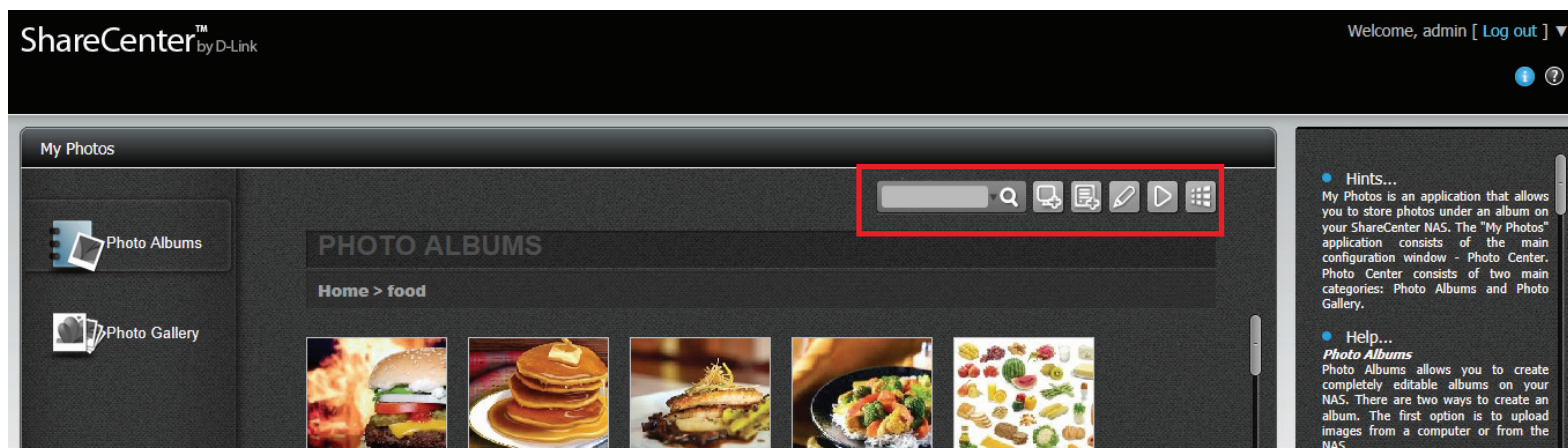 ShareCenter™ by D-Link
Welcome, admin [ Log out ] ▼
My Photos
Photo Albums
Photo Gallery
PHOTO ALBUMS
Home > food
Hints...
My Photos is an application that allows
you to store photos under an album on
your ShareCenter NAS. The "My Photos"
application consists of the main
configuration window - Photo Center.
Photo Center consists of two main
categories: Photo Albums and Photo
Gallery.
Help...
Photo Albums
Photo Albums allows you to create
completely editable albums on your
NAS. There are two ways to create an
album. The first option is to upload
images from a computer or from the
NAS.